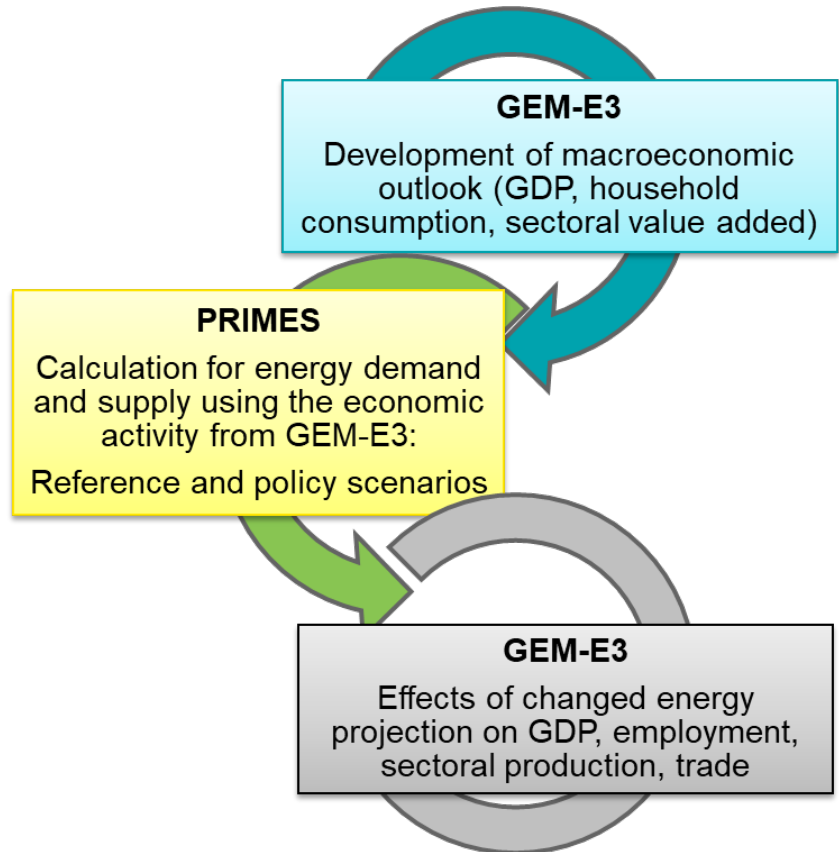 GEM-E3
Development of macroeconomic
outlook (GDP, household
consumption, sectoral value added)
PRIMES
Calculation for energy demand
and supply using the economic
activity from GEM-E3:
Reference and policy scenarios
GEM-E3
Effects of changed energy
projection on GDP, employment,
sectoral production, trade